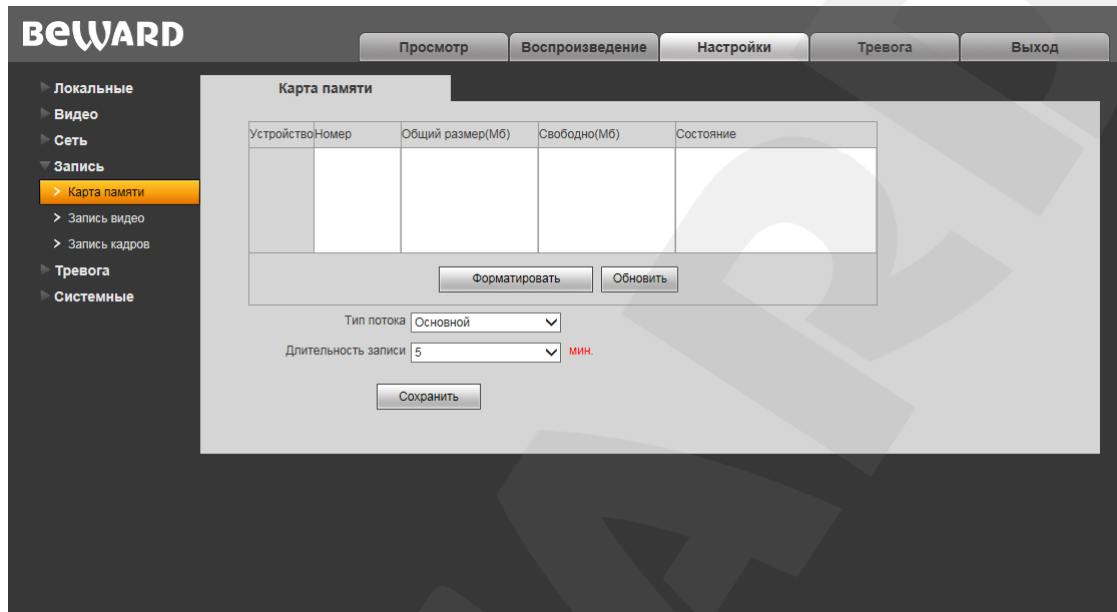 BEWARD
Просмотр Воспроизведение Настройки Тревога Выход
Локальные
Видео
Сеть
Запись
> Карта памяти
> Запись видео
> Запись кадров
Тревога
Системные
Карта памяти
Устройство Номер Общий размер(Мб) Свободно(Мб) Состояние
Форматировать Обновить
Тип потока Основной
Длительность записи 5 мин.
Сохранить